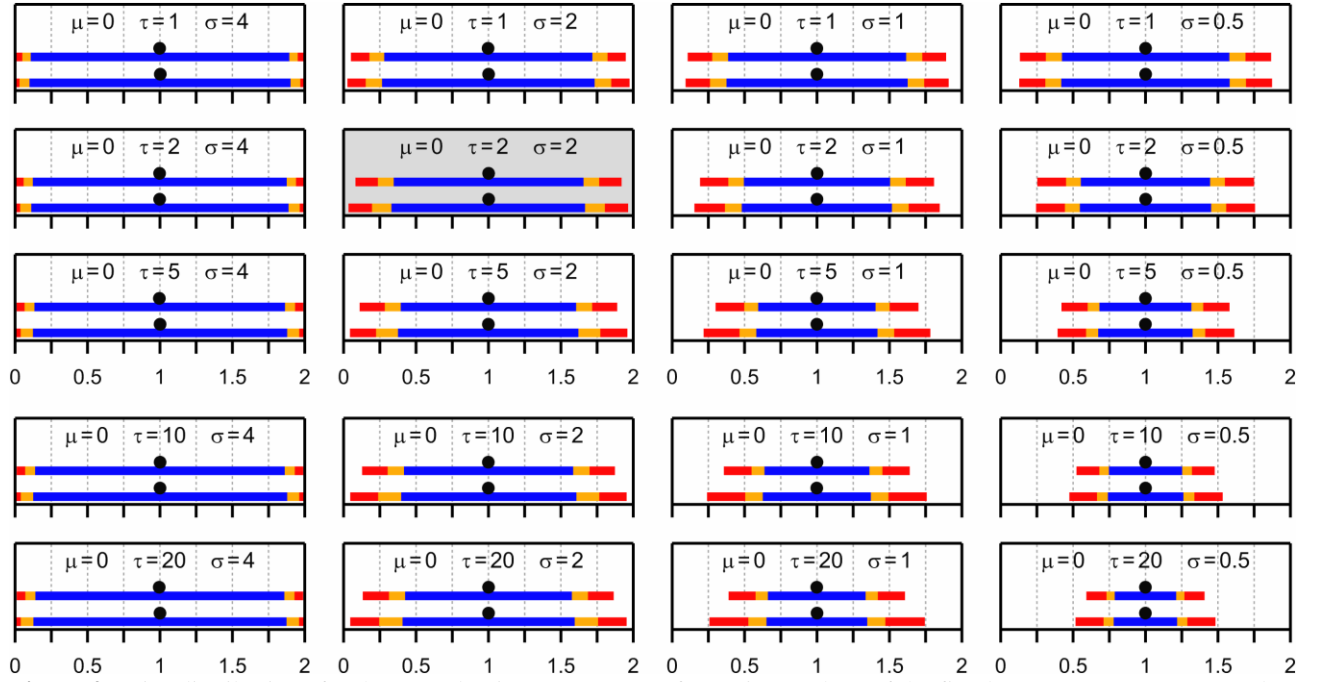 μ=0 τ=1 σ=4
μ=0 τ=1 σ=2
μ=0 τ=1 σ=1
μ=0 τ=1 σ=0.5
μ=0 τ=2 σ=4
μ=0 τ=2 σ=2
μ=0 τ=2 σ=1
μ=0 τ=2 σ=0.5
μ=0 τ=5 σ=4
μ=0 τ=5 σ=2
μ=0 τ=5 σ=1
μ=0 τ=5 σ=0.5
0 0.5 1 1.5 2
0 0.5 1 1.5 2
0 0.5 1 1.5 2
0 0.5 1 1.5 2
μ=0 τ=10 σ=4
μ=0 τ=10 σ=2
μ=0 τ=10 σ=1
μ=0 τ=10 σ=0.5
μ=0 τ=20 σ=4
μ=0 τ=20 σ=2
μ=0 τ=20 σ=1
μ=0 τ=20 σ=0.5
0 0.5 1 1.5 2
0 0.5 1 1.5 2
0 0.5 1 1.5 2
0 0.5 1 1.5 2